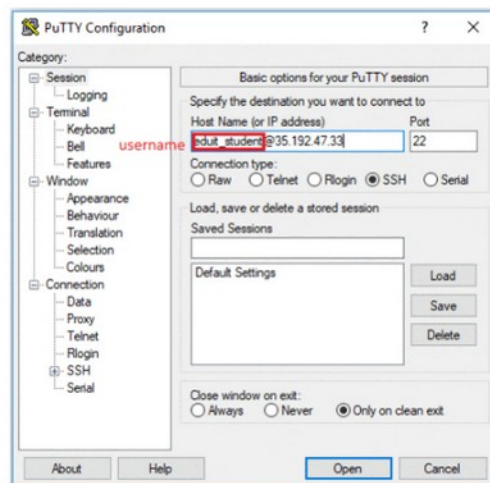 PuTTY Configuration
? ×
Category:
Session
Logging
Terminal
Keyboard
Bell
Features
Window
Appearance
Behaviour
Translation
Selection
Colours
Connection
Data
Proxy
Telnet
Rlogin
SSH
Serial
Basic options for your PuTTY session
Specify the destination you want to connect to
Host Name (or IP address) Port
username eduit_student@35.192.47.33 22
Connection type:
Raw Telnet Rlogin SSH Serial
Load, save or delete a stored session
Saved Sessions
Default Settings
Load
Save
Delete
Close window on exit:
Always Never Only on clean exit
About Help Open Cancel